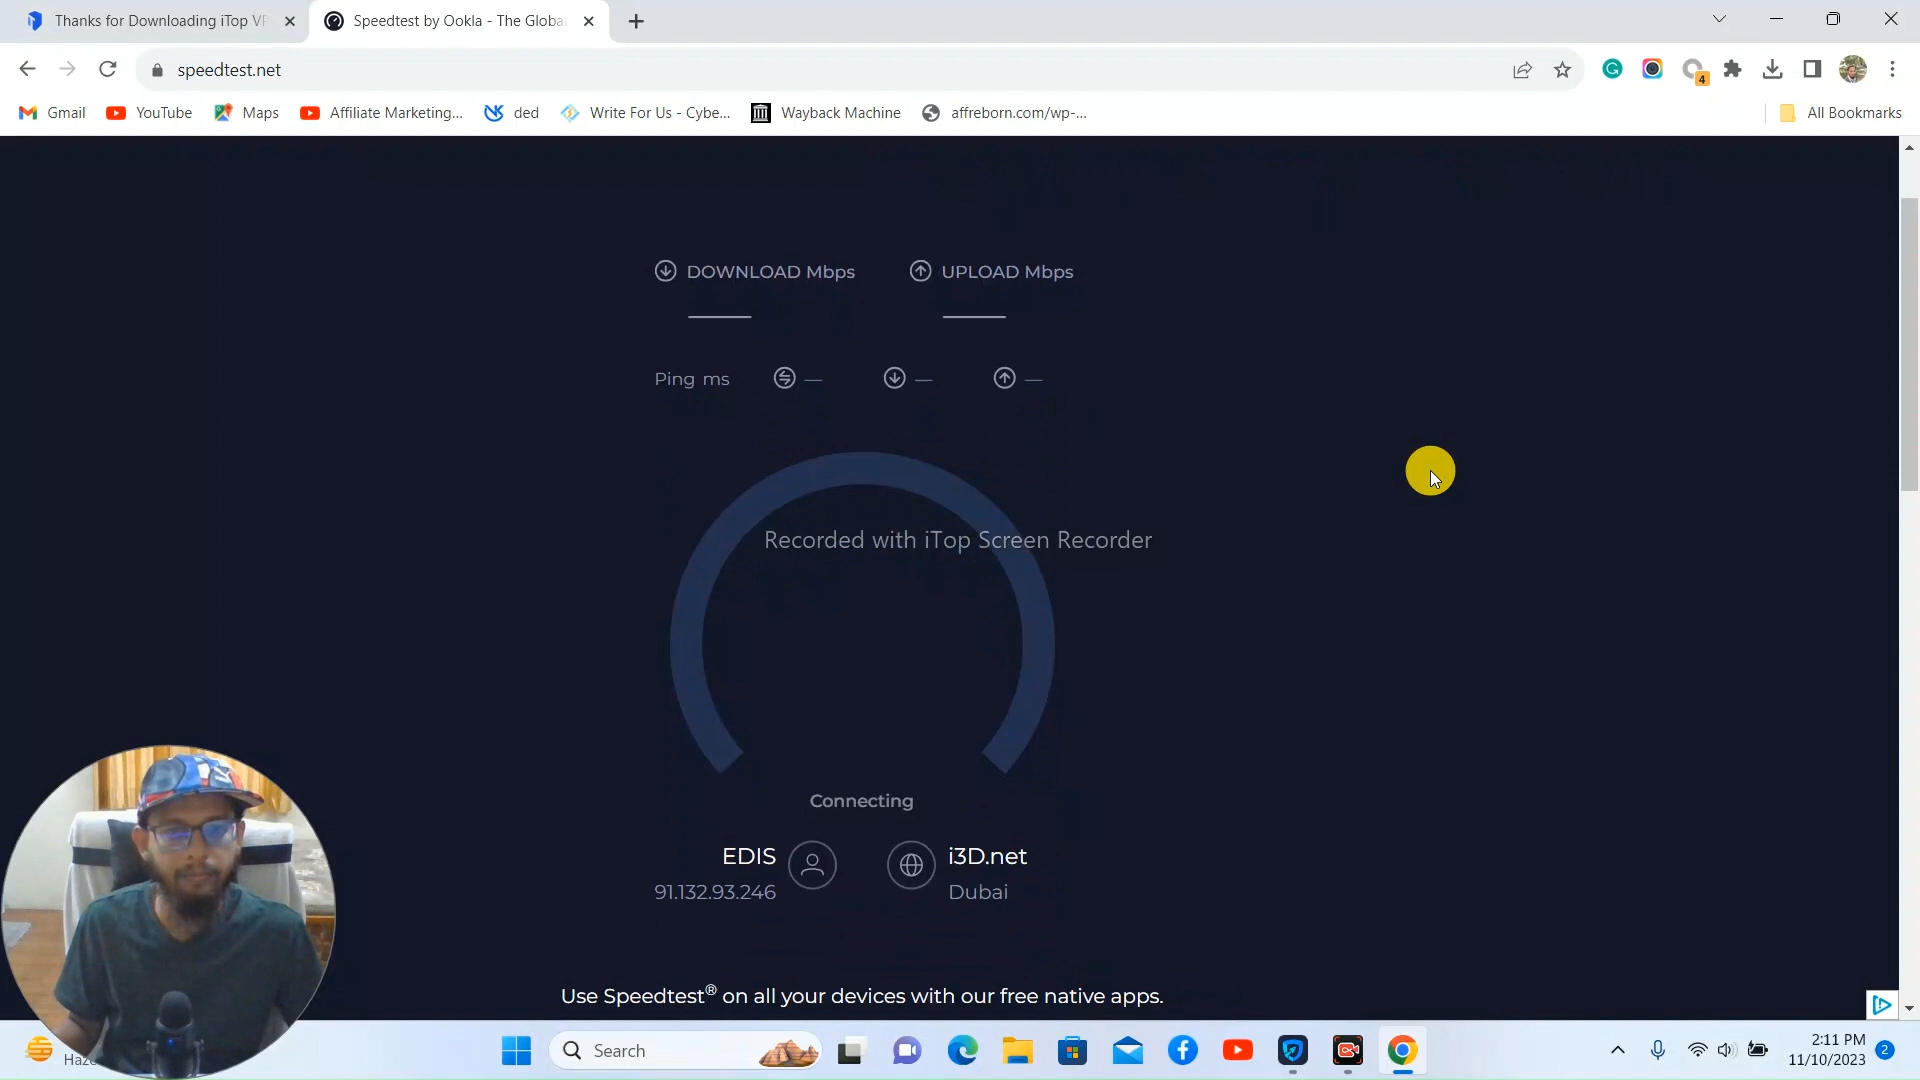 Thanks for Downloading iTop VP
Speedtest by Ookla - The Globa
speedtest.net
4
Gmail
YouTube
Maps
Affiliate Marketing...
ded
Write For Us - Cybe...
Wayback Machine
affreborn.com/wp-...
All Bookmarks
DOWNLOAD Mbps
UPLOAD Mbps
Ping ms
Recorded with iTop Screen Recorder
Connecting
EDIS
91.132.93.246
i3D.net
Dubai
Use Speedtest® on all your devices with our free native apps.
Search
2:11 PM
11/10/2023
2